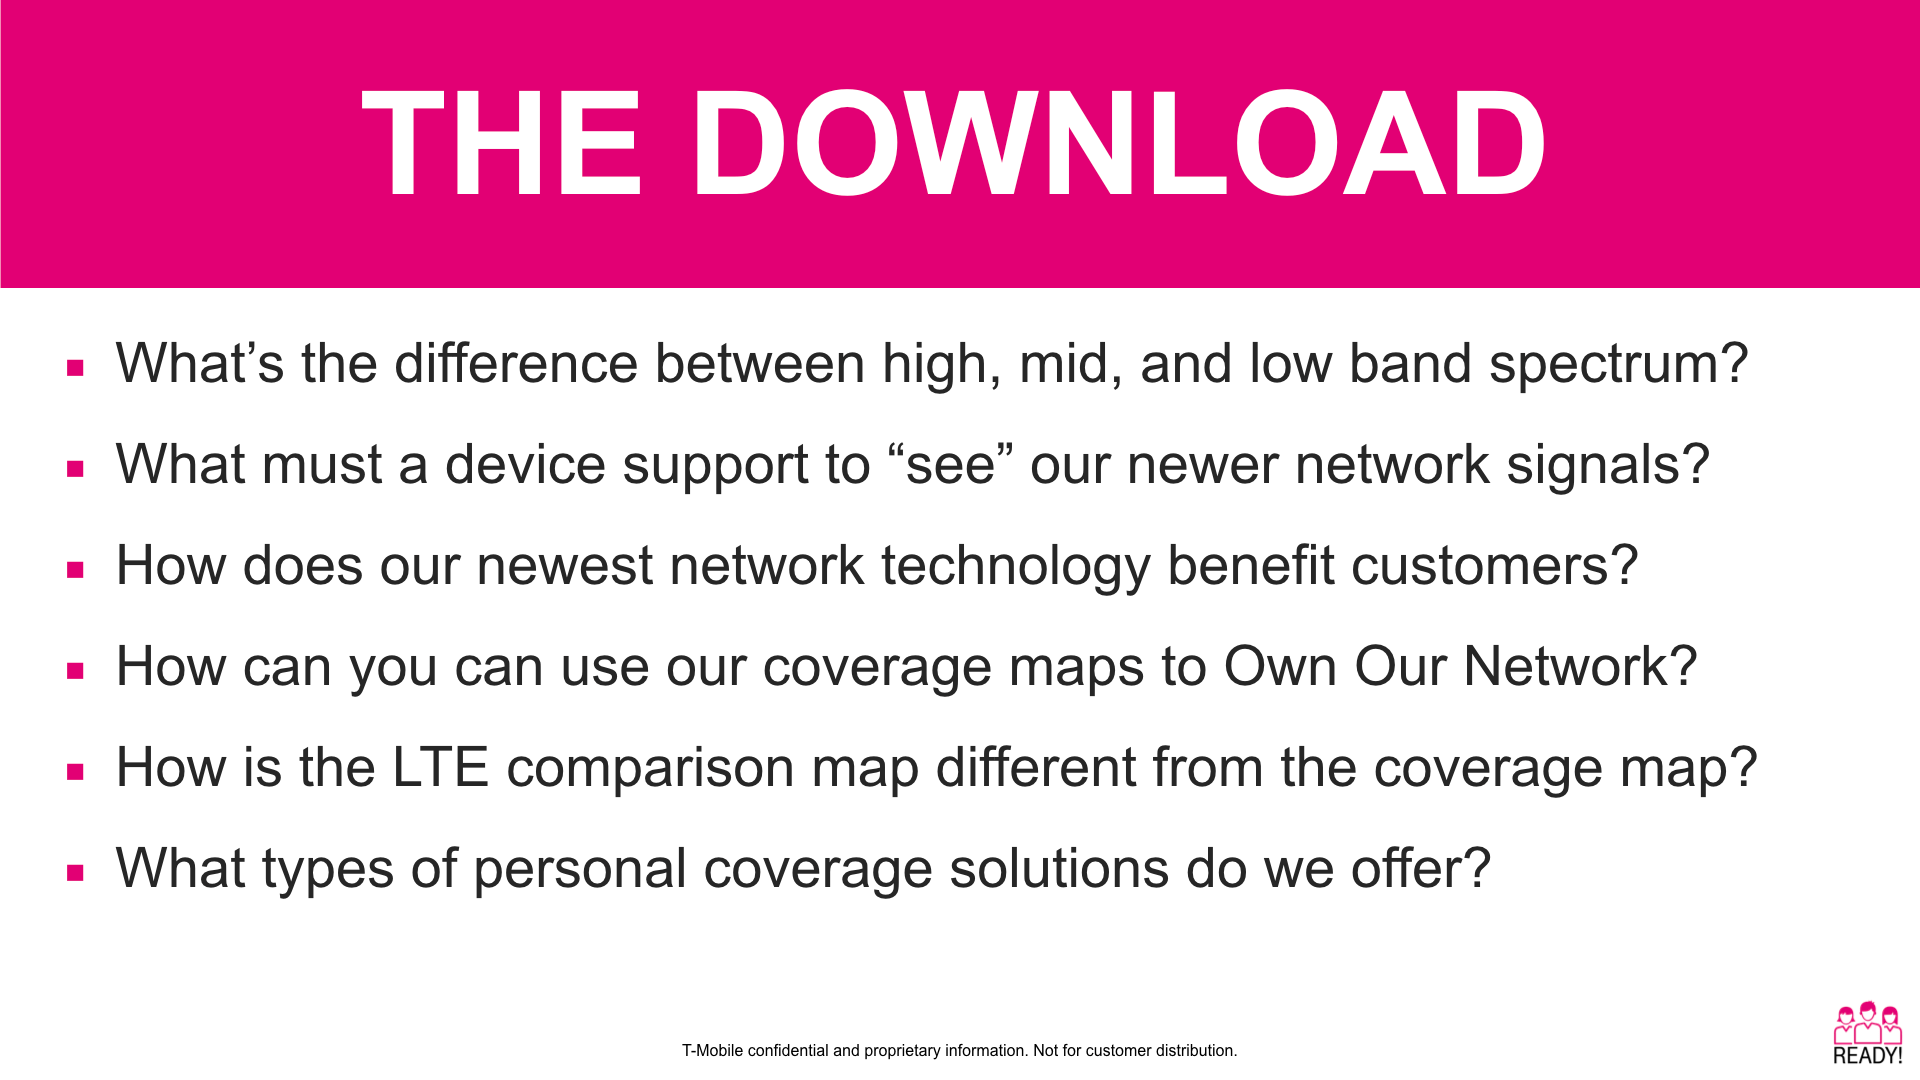 THE DOWNLOAD
What’s the difference between high, mid, and low band spectrum?
What must a device support to “see” our newer network signals?
How does our newest network technology benefit customers?
How can you can use our coverage maps to Own Our Network?
How is the LTE comparison map different from the coverage map?
What types of personal coverage solutions do we offer?
T-Mobile confidential and proprietary information. Not for customer distribution.
READY!